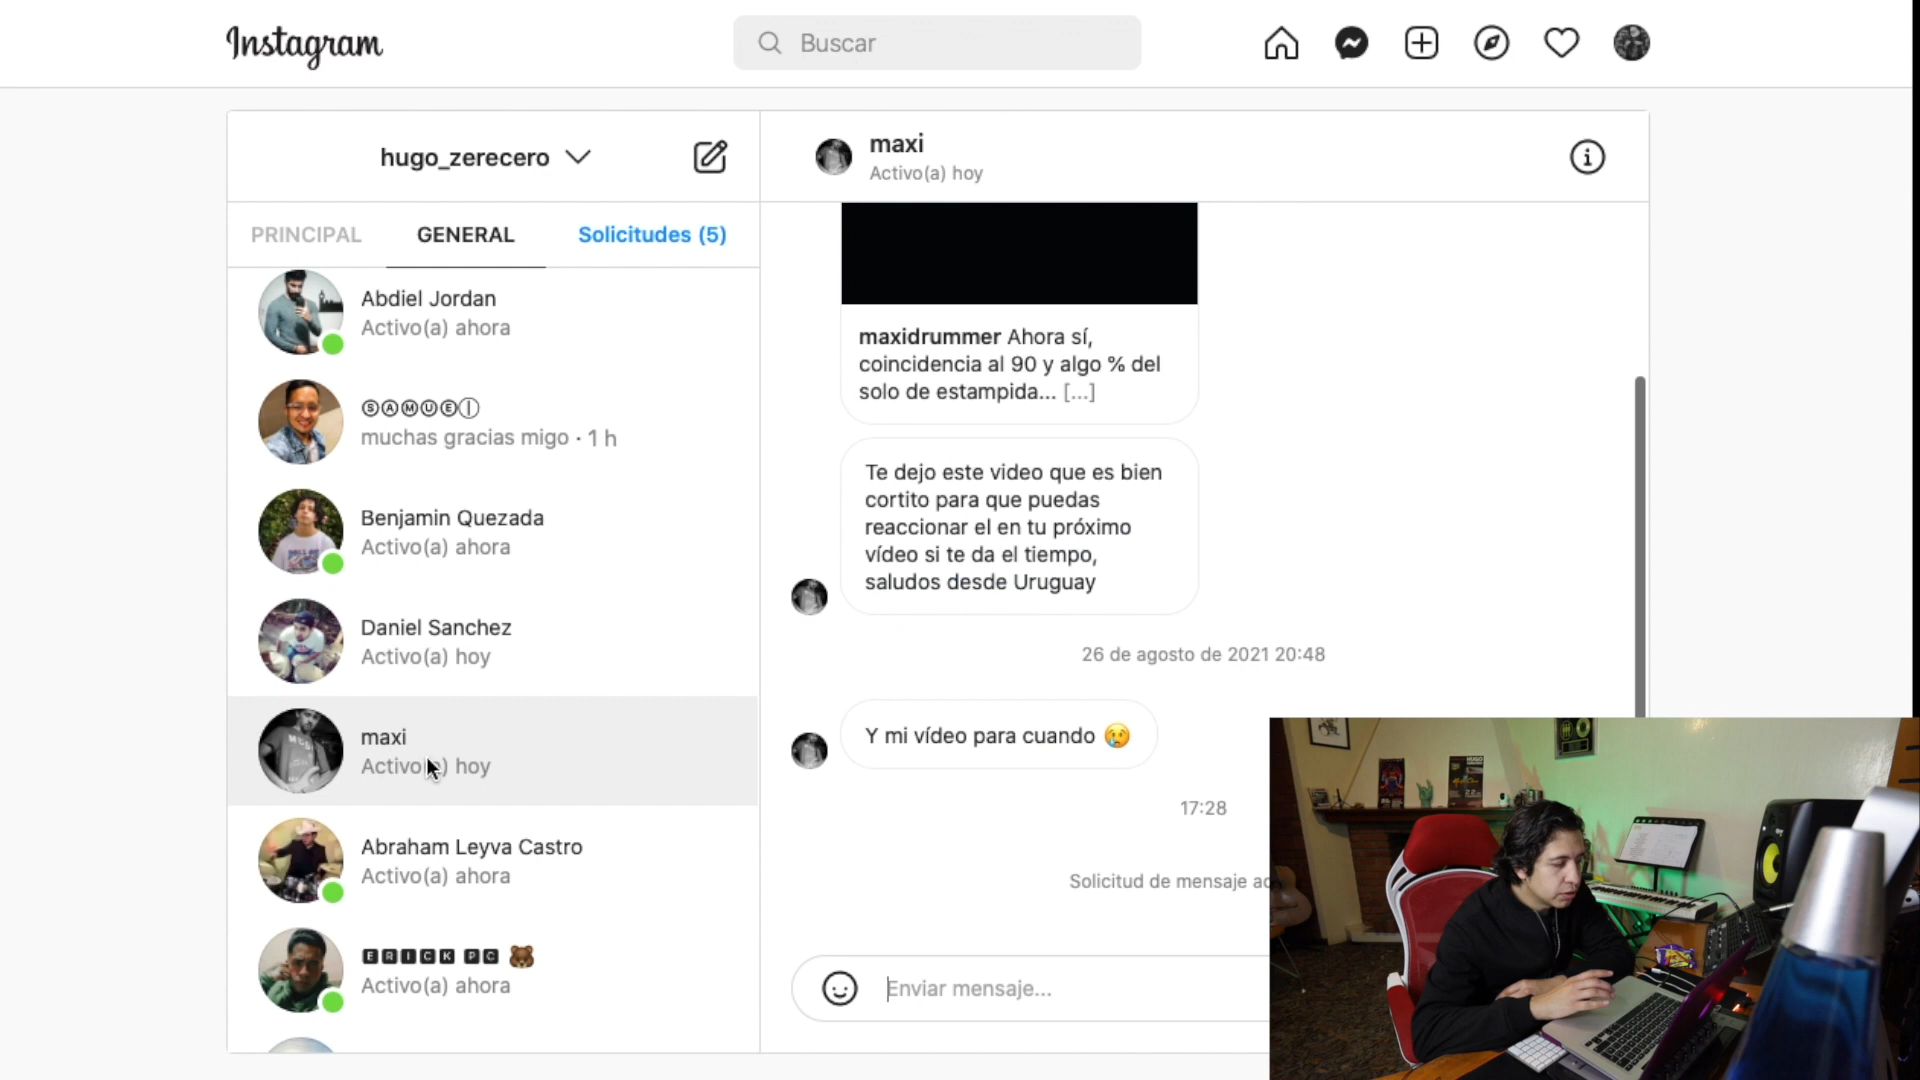 Instagram
Buscar
hugo_zerecero
PRINCIPAL
GENERAL
Solicitudes (5)
Abdiel Jordan
Activo(a) ahora
ⓈⒶⓂⓊⒺⒾ
muchas gracias migo · 1 h
Benjamin Quezada
Activo(a) ahora
Daniel Sanchez
Activo(a) hoy
maxi
Activo(a) hoy
Abraham Leyva Castro
Activo(a) ahora
🅴🆁🅸🅲🅺 🅿🅲 🐻
Activo(a) ahora
maxi
Activo(a) hoy
maxidrummer Ahora sí,
coincidencia al 90 y algo % del
solo de estampida... [...]
Te dejo este video que es bien
cortito para que puedas
reaccionar el en tu próximo
vídeo si te da el tiempo,
saludos desde Uruguay
26 de agosto de 2021 20:48
Y mi vídeo para cuando 😢
17:28
Solicitud de mensaje
Enviar mensaje...